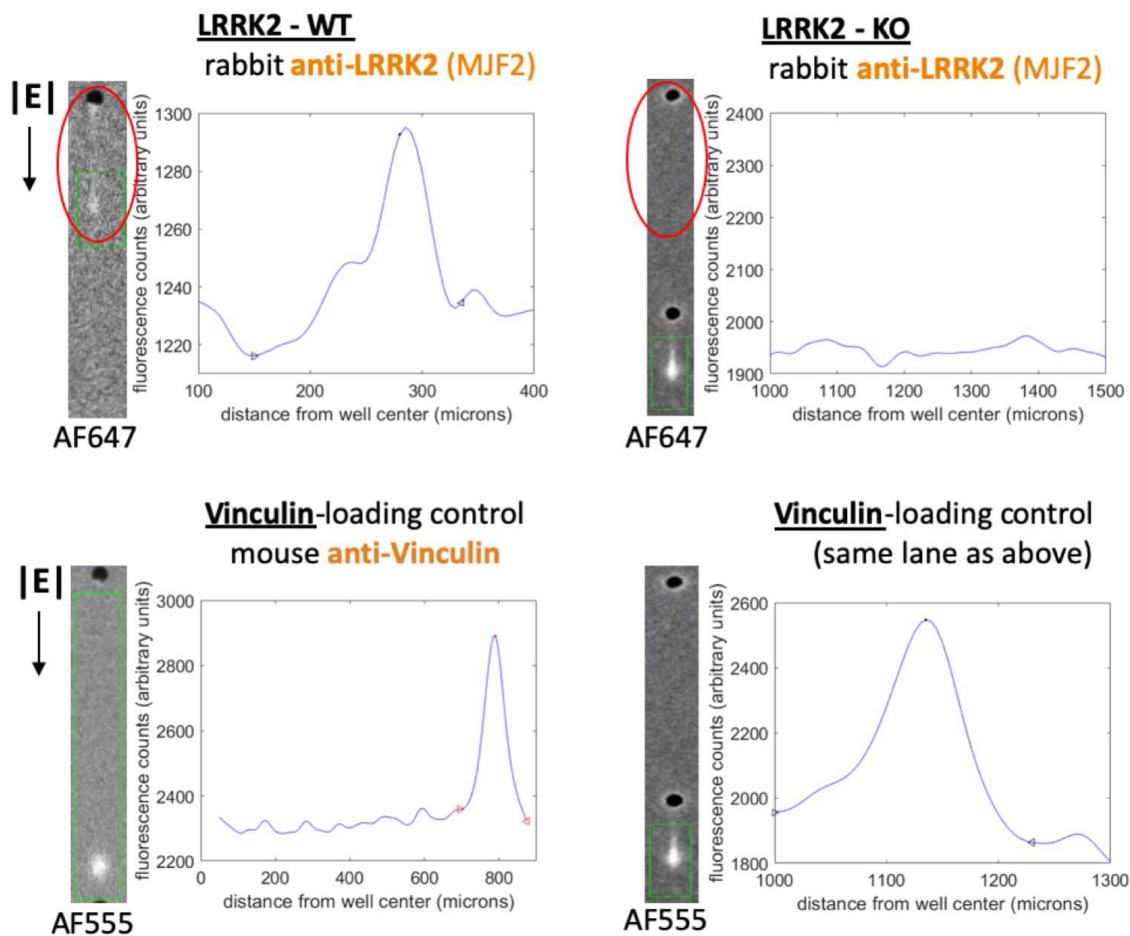 LRRK2 - WT
rabbit anti-LRRK2 (MJF2)
|E|
fluorescence counts (arbitrary units)
1300
1280
1260
1240
1220
100
200
300
400
distance from well center (microns)
AF647
LRRK2 - KO
rabbit anti-LRRK2 (MJF2)
fluorescence counts (arbitrary units)
2400
2300
2200
2100
2000
1900
1000
1100
1200
1300
1400
1500
distance from well center (microns)
AF647
Vinculin-loading control
mouse anti-Vinculin
|E|
fluorescence counts (arbitrary units)
3000
2800
2600
2400
2200
0
200
400
600
800
distance from well center (microns)
AF555
Vinculin-loading control
(same lane as above)
fluorescence counts (arbitrary units)
2600
2400
2200
2000
1800
1000
1100
1200
1300
distance from well center (microns)
AF555